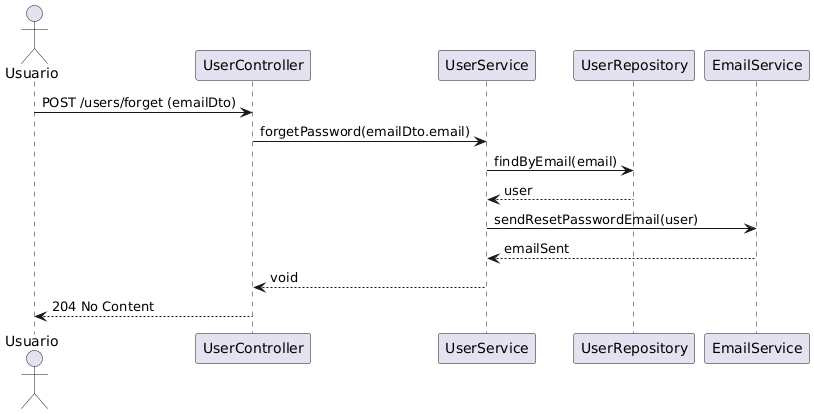 Usuario
UserController
UserService
UserRepository
EmailService
POST /users/forget (emailDto)
forgetPassword(emailDto.email)
findByEmail(email)
user
sendResetPasswordEmail(user)
emailSent
void
204 No Content
Usuario
UserController
UserService
UserRepository
EmailService